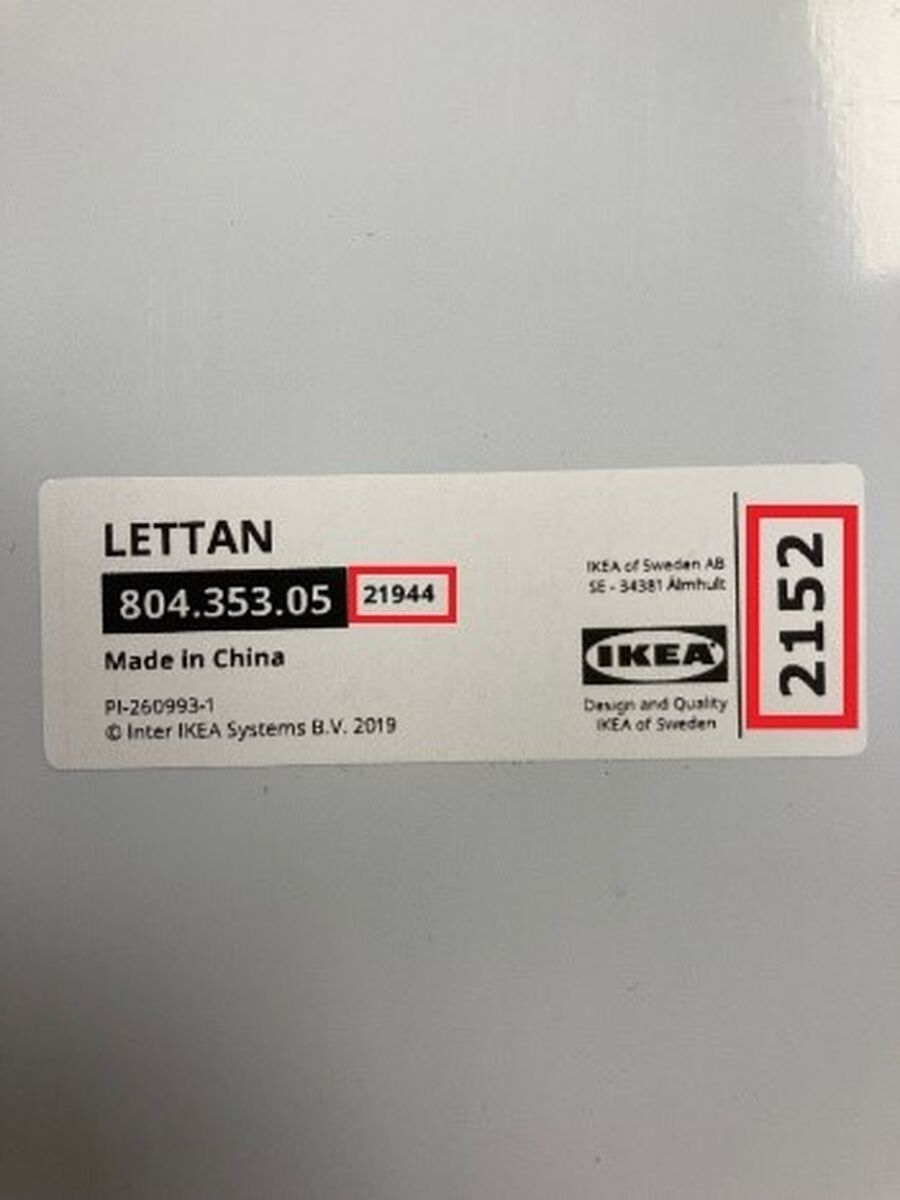 LETTAN
804.353.05 21944
Made in China
PI-260993-1
© Inter IKEA Systems B.V. 2019
IKEA of Sweden AB
SE - 34381 Älmhult
IKEA
Design and Quality
IKEA of Sweden
2152